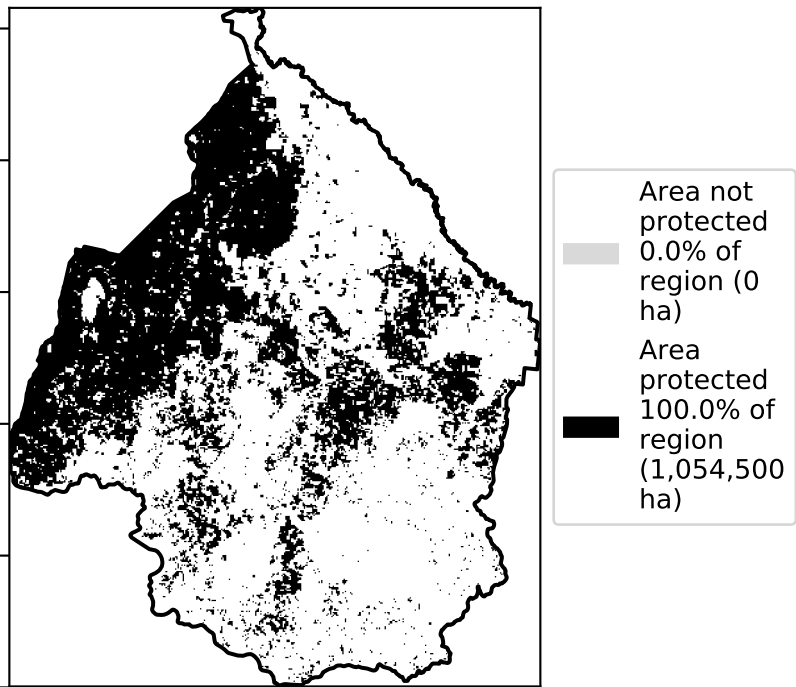 Area not
protected
0.0% of
region (0
ha)
Area
protected
100.0% of
region
(1,054,500
ha)